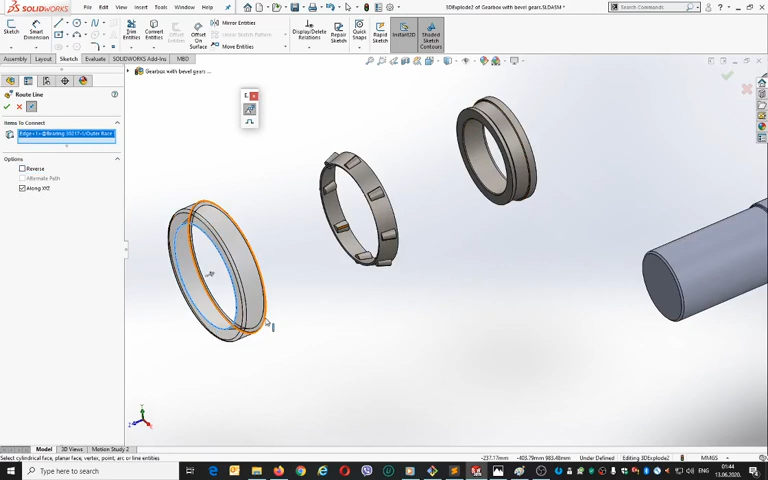 SOLIDWORKS File Edit View Insert Tools Window
3DExplode2 of Gearbox with bevel gears.SLDASM *
Search Commands
Sketch Smart Dimension Trim Entities Convert Entities Offset Entities Offset On Surface Mirror Entities Linear Sketch Pattern Move Entities Display/Delete Relations Repair Sketch Quick Snaps Rapid Sketch Instant2D Shaded Sketch Contours
Assembly Layout Sketch Evaluate SOLIDWORKS Add-Ins MBD
Gearbox with bevel gears ...
Route Line
Items To Connect
Edge<1>@Bearing 30217-1/Outer Race
Options
Reverse
Alternate Path
Along XYZ
Model 3D Views Motion Study 2
Select cylindrical face, planar face, vertex, point, arc or line entities
-237.17mm -403.79mm 983.48mm Under Defined Editing 3DExplode2 MMGS
Type here to search
ENG
01:44
13.06.2020.